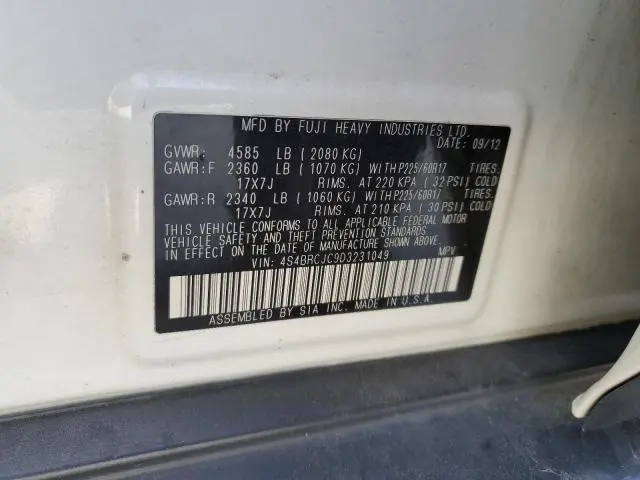 MFD BY FUJI HEAVY INDUSTRIES LTD.
DATE: 09/12
GVWR: 4585 LB ( 2080 KG)
GAWR:F 2360 LB ( 1070 KG) WITH P225/60R17 TIRES.
17X7J RIMS. AT 220 KPA ( 32 PSI) COLD
GAWR:R 2340 LB ( 1060 KG) WITH P225/60R17 TIRES.
17X7J RIMS. AT 210 KPA ( 30 PSI) COLD
THIS VEHICLE CONFORMS TO ALL APPLICABLE FEDERAL MOTOR
VEHICLE SAFETY AND THEFT PREVENTION STANDARDS
IN EFFECT ON THE DATE OF MANUFACTURE SHOWN ABOVE.
VIN: 4S4BRCJC9D3231049 MPV
ASSEMBLED BY SIA INC. MADE IN U.S.A.